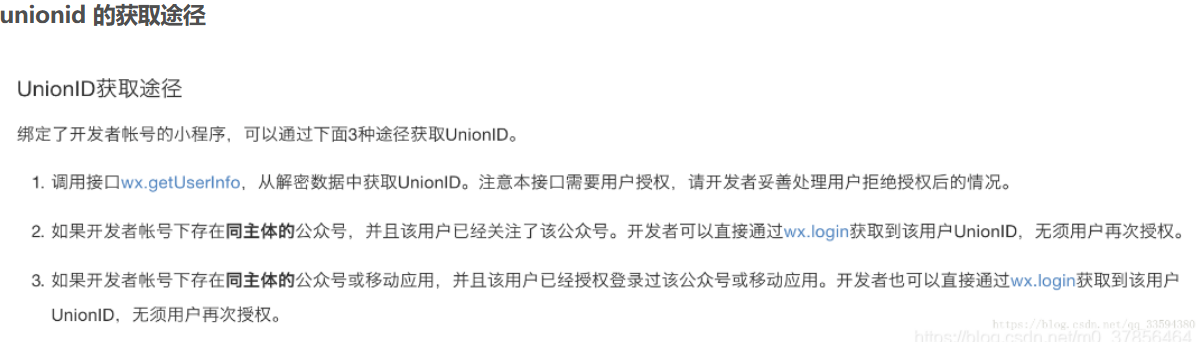 unionid 的获取途径
UnionID获取途径
绑定了开发者帐号的小程序，可以通过下面3种途径获取UnionID。
1. 调用接口wx.getUserInfo，从解密数据中获取UnionID。注意本接口需要用户授权，请开发者妥善处理用户拒绝授权后的情况。
2. 如果开发者帐号下存在同主体的公众号，并且该用户已经关注了该公众号。开发者可以直接通过wx.login获取到该用户UnionID，无须用户再次授权。
3. 如果开发者帐号下存在同主体的公众号或移动应用，并且该用户已经授权登录过该公众号或移动应用。开发者也可以直接通过wx.login获取到该用户
UnionID，无须用户再次授权。
https://blog.csdn.net/qq_33594380
https://blog.csdn.net/m0_37856464